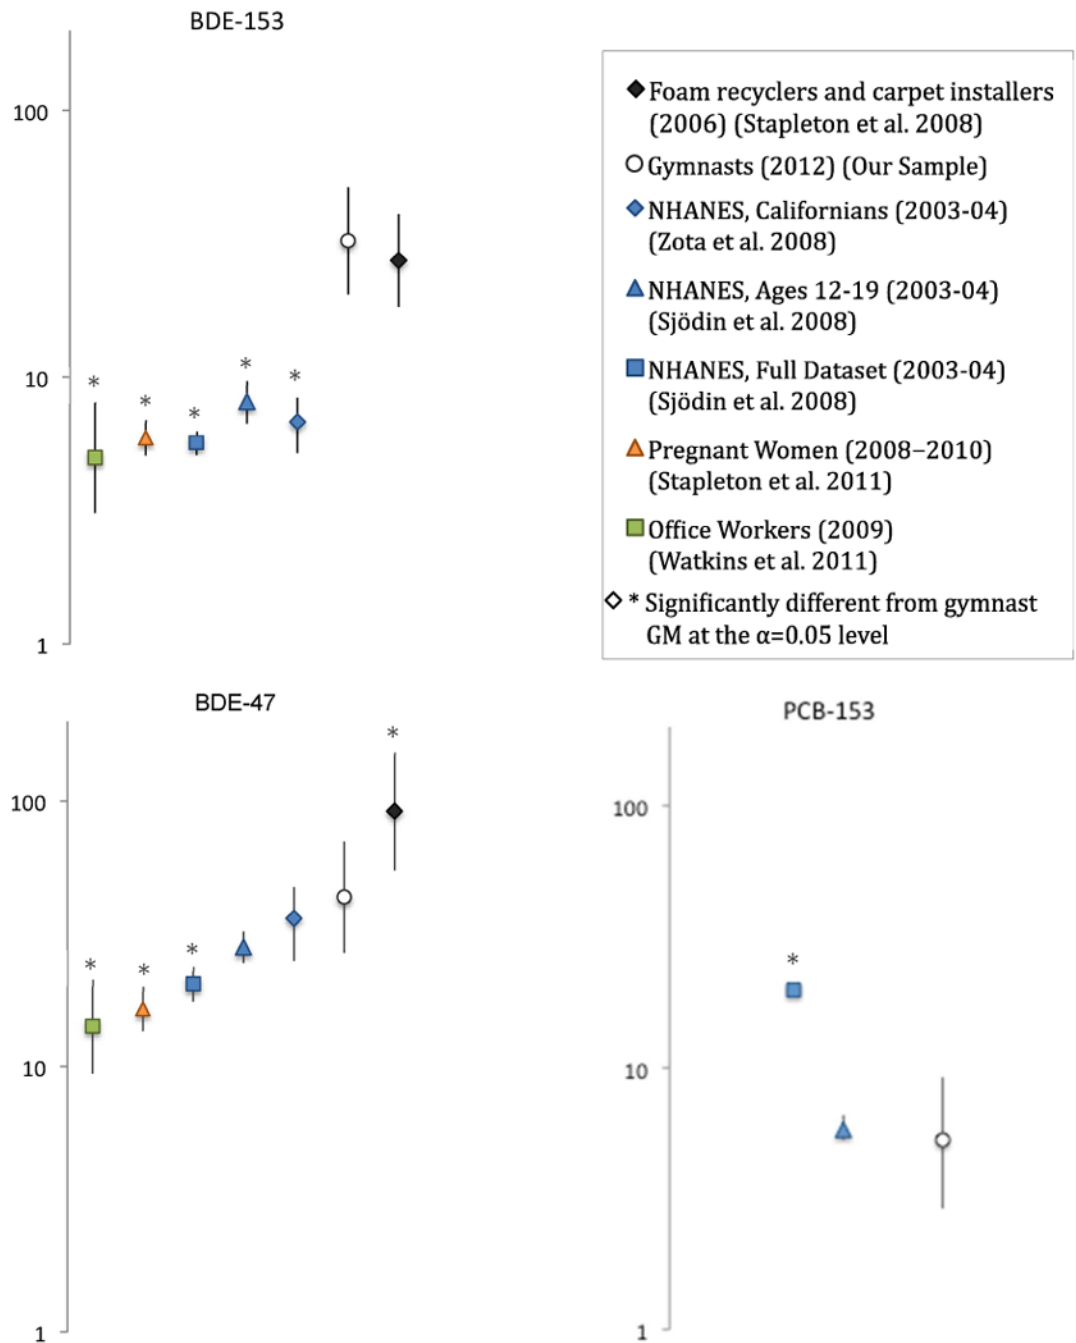 BDE-153
100
10
1
* * * * *
Foam recyclers and carpet installers
(2006) (Stapleton et al. 2008)
Gymnasts (2012) (Our Sample)
NHANES, Californians (2003-04)
(Zota et al. 2008)
NHANES, Ages 12-19 (2003-04)
(Sjödin et al. 2008)
NHANES, Full Dataset (2003-04)
(Sjödin et al. 2008)
Pregnant Women (2008–2010)
(Stapleton et al. 2011)
Office Workers (2009)
(Watkins et al. 2011)
* Significantly different from gymnast
GM at the α=0.05 level
BDE-47
100
10
1
* * * *
PCB-153
100
10
1
*